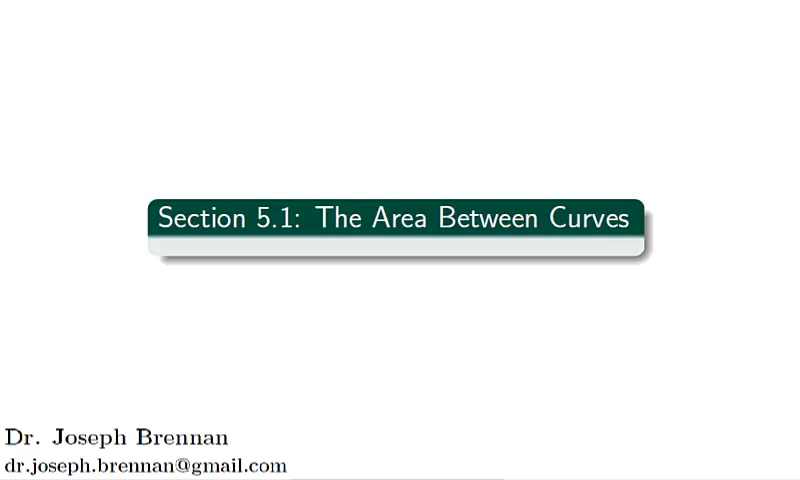 Section 5.1: The Area Between Curves
Dr. Joseph Brennan
dr.joseph.brennan@gmail.com